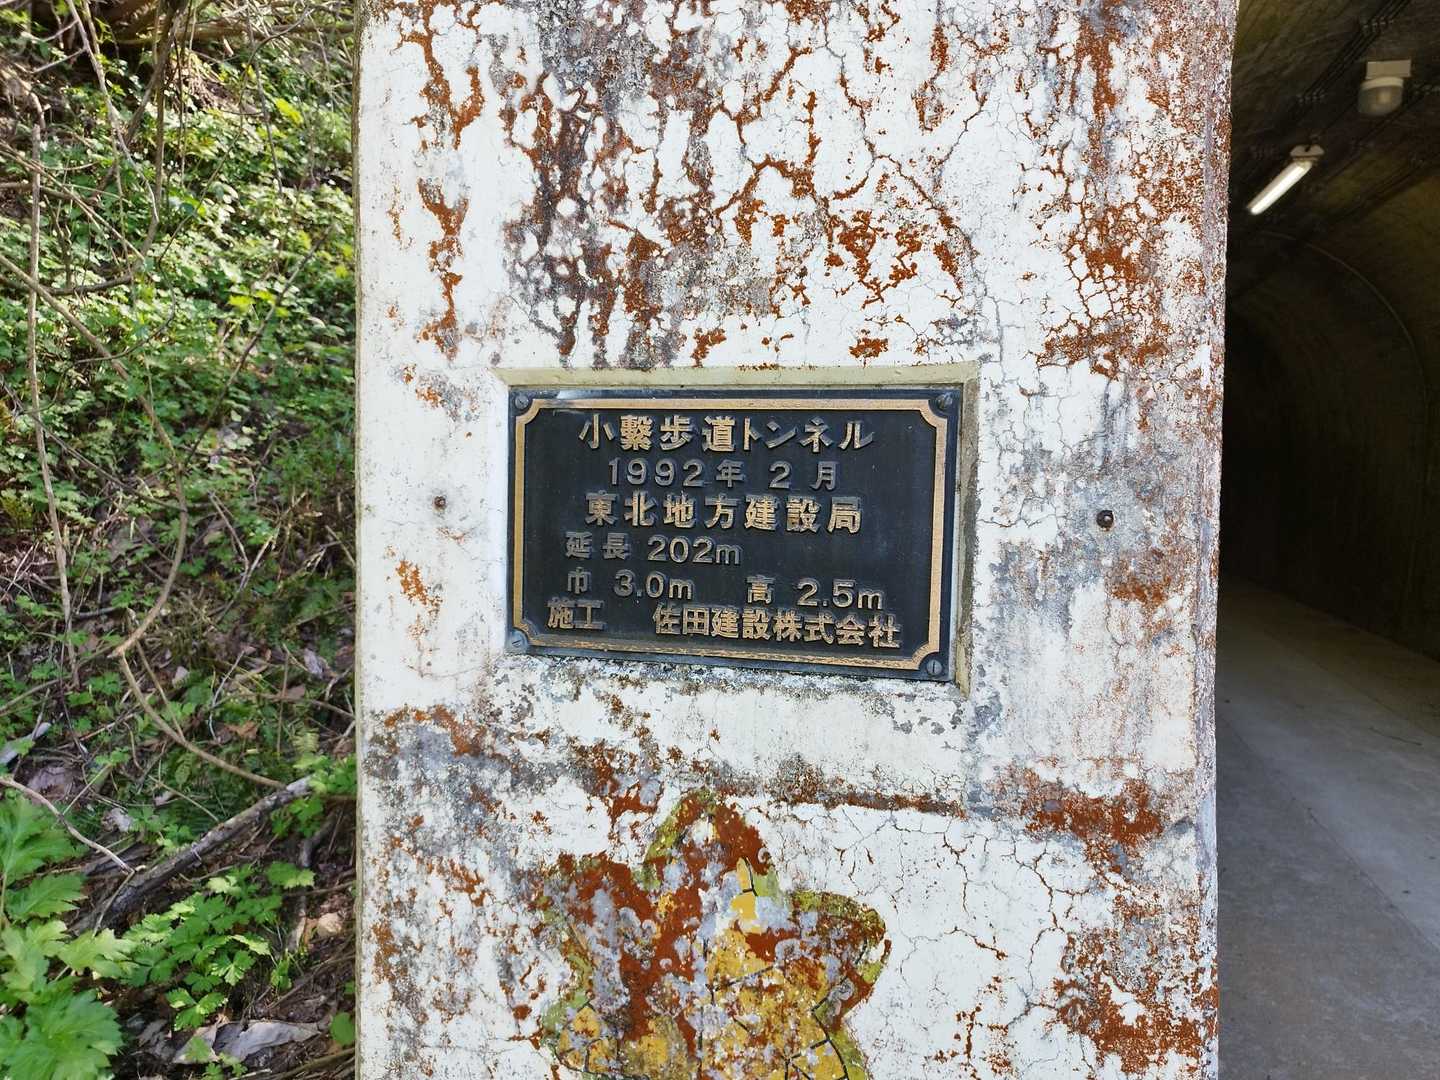 小繋歩道トンネル
1992年 2月
東北地方建設局
延長 202m
巾 3.0m 高 2.5m
施工 佐田建設株式会社